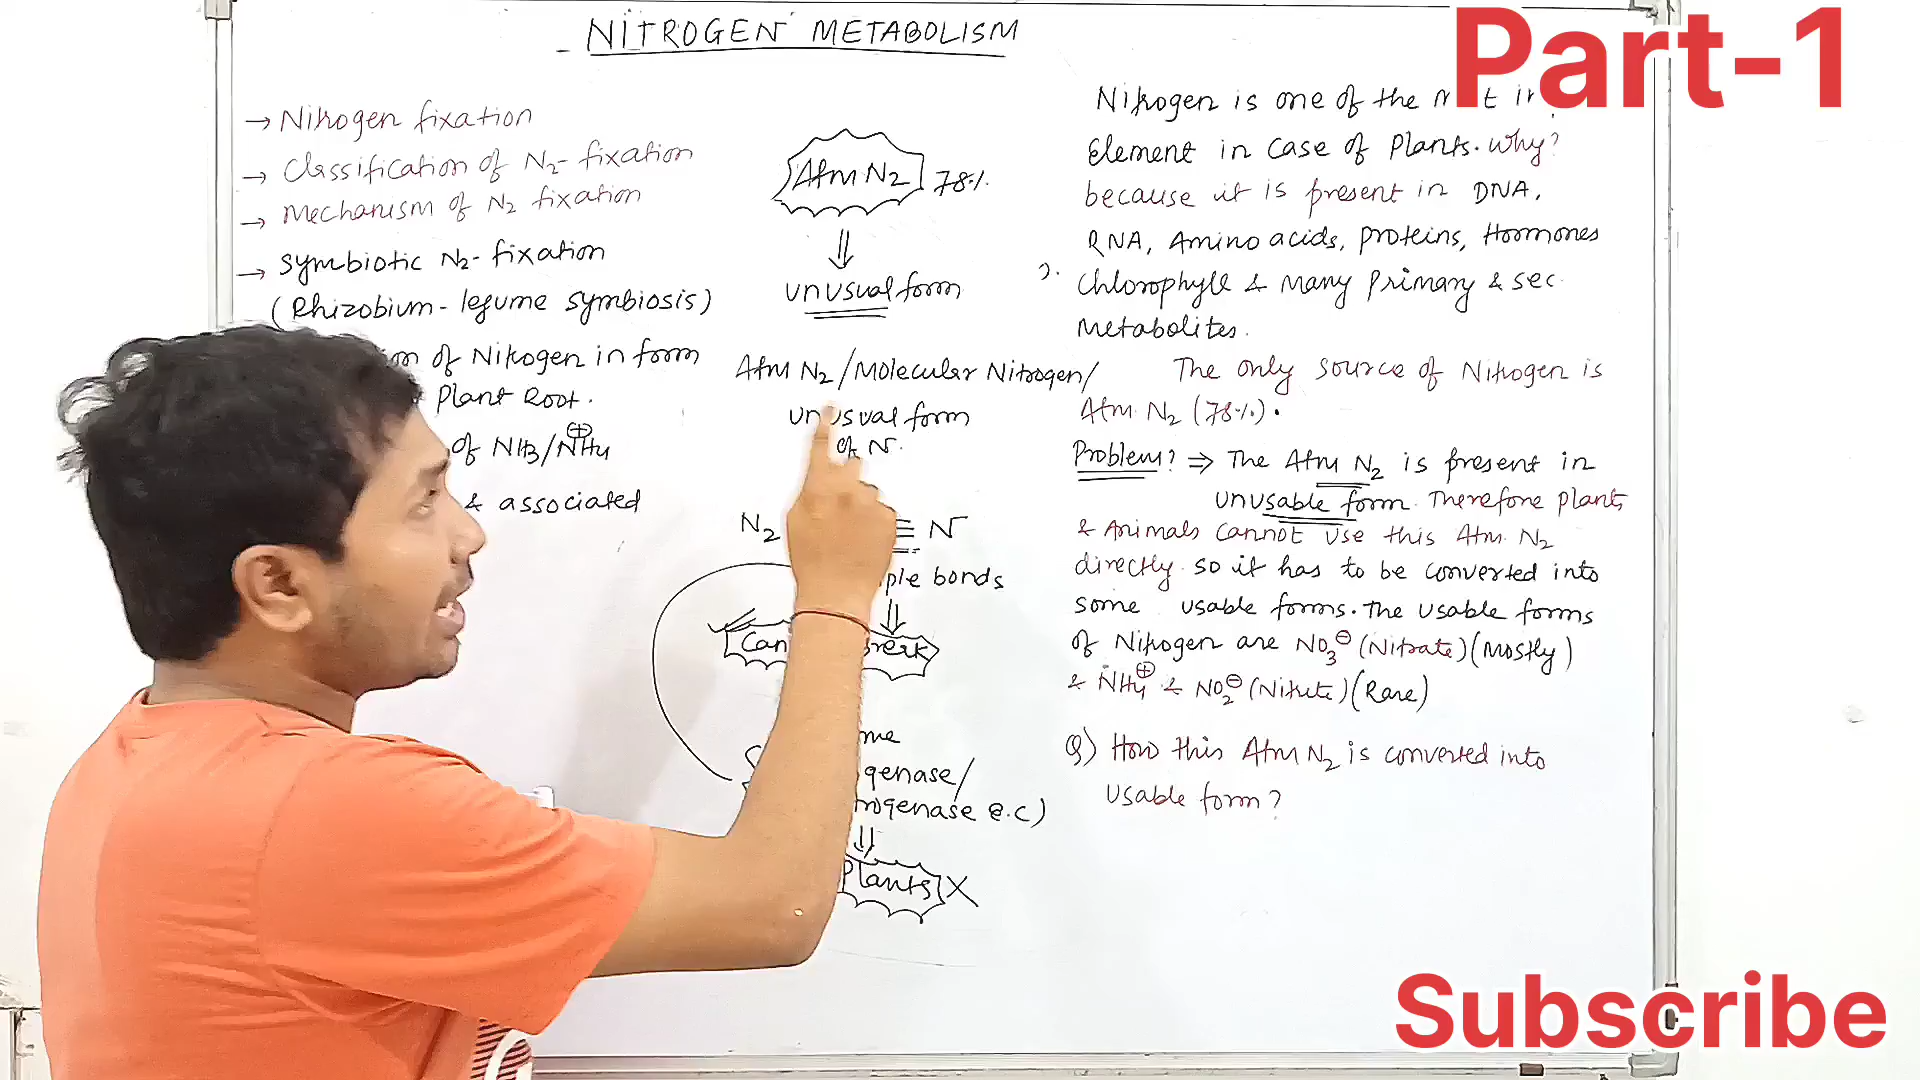 NITROGEN METABOLISM
Part-1
→ Nitrogen fixation
→ Classification of N2- fixation
→ Mechanism of N2 fixation
→ Symbiotic N2- fixation
(Rhizobium - legume symbiosis)
of Nitrogen in form
Plant Root.
of NH3/NH4⊕
& associated
Atm N2 78%
⇓
unusual form
Atm N2 / Molecular Nitrogen/
unusual form
of N.
N2 ≡ N
bonds
⇓
Can
genase/
rogenase e.c)
⇓
Plants X
Nitrogen is one of the
Element in case of Plants. Why?
because it is present in DNA,
RNA, Amino acids, proteins, Hormones
Chlorophyll & many Primary & sec.
Metabolites.
The only source of Nitrogen is
Atm. N2 (78%).
Problem? ⇒ The Atm N2 is present in
unusable form. Therefore plants
& Animals cannot use this Atm. N2
directly. so it has to be converted into
some usable forms. The usable forms
of Nitrogen are NO3⊖ (Nitrate) (Mostly)
& NH4⊕ & NO2⊖ (Nitrite) (Rare)
Q) How this Atm N2 is converted into
usable form?
Subscribe